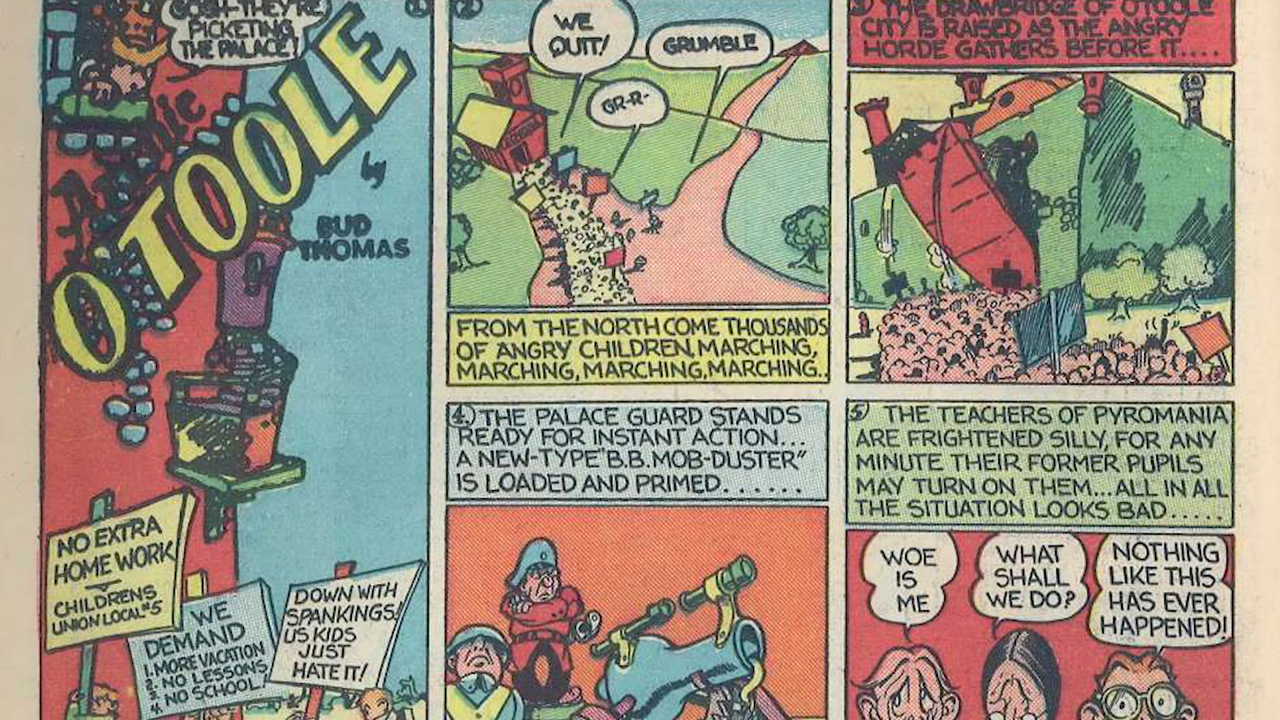 GOSH-THEY'RE
PICKETING
THE PALACE!
O'TOOLE
by
BUD
THOMAS
NO EXTRA
HOME WORK
CHILDRENS
UNION LOCAL #5
WE
DEMAND
1. MORE VACATION
2. NO LESSONS
3. NO SCHOOL
4.
DOWN WITH
SPANKINGS!
US KIDS
JUST
HATE IT!
2
WE
QUIT!
GRUMBLE
GR-R-
FROM THE NORTH COME THOUSANDS
OF ANGRY CHILDREN, MARCHING,
MARCHING, MARCHING, MARCHING..
3 THE DRAWBRIDGE OF OTOOLE
CITY IS RAISED AS THE ANGRY
HORDE GATHERS BEFORE IT....
4. THE PALACE GUARD STANDS
READY FOR INSTANT ACTION...
A NEW-TYPE "B.B. MOB-DUSTER"
IS LOADED AND PRIMED......
5 THE TEACHERS OF PYROMANIA
ARE FRIGHTENED SILLY, FOR ANY
MINUTE THEIR FORMER PUPILS
MAY TURN ON THEM...ALL IN ALL
THE SITUATION LOOKS BAD.....
WOE
IS
ME
WHAT
SHALL
WE DO?
NOTHING
LIKE THIS
HAS EVER
HAPPENED!